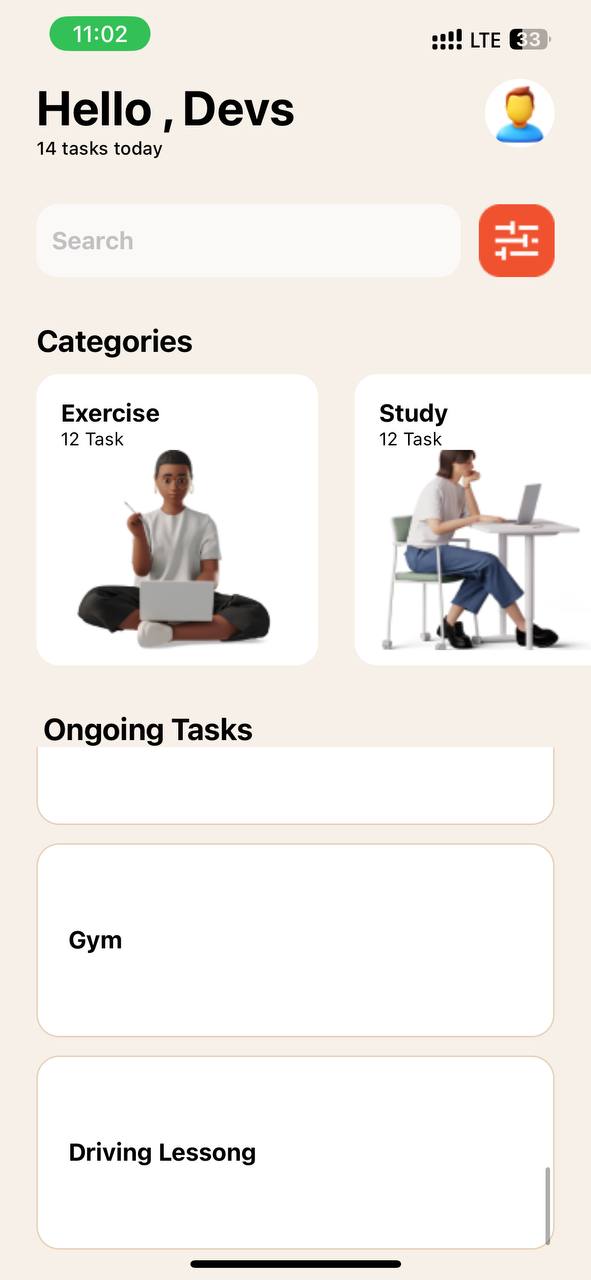 11:02
LTE
33
Hello , Devs
14 tasks today
Search
Categories
Exercise
12 Task
Study
12 Task
Ongoing Tasks
Gym
Driving Lessong